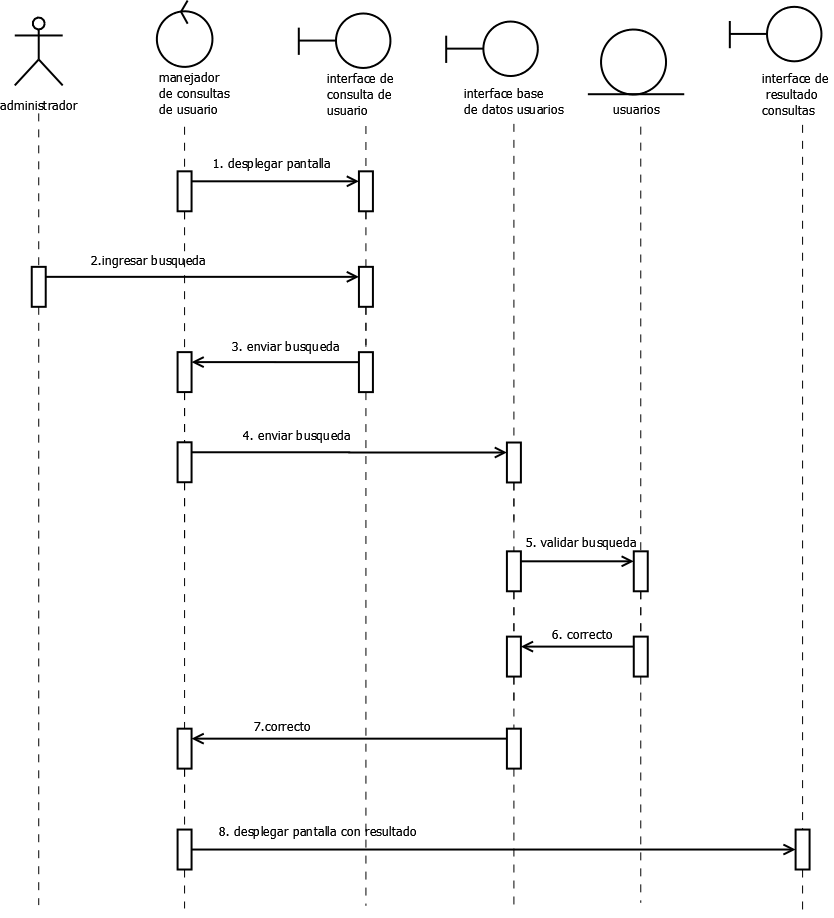 administrador
manejador
de consultas
de usuario
interface de
consulta de
usuario
interface base
de datos usuarios
usuarios
interface de
resultado
consultas
1. desplegar pantalla
2.ingresar busqueda
3. enviar busqueda
4. enviar busqueda
5. validar busqueda
6. correcto
7.correcto
8. desplegar pantalla con resultado